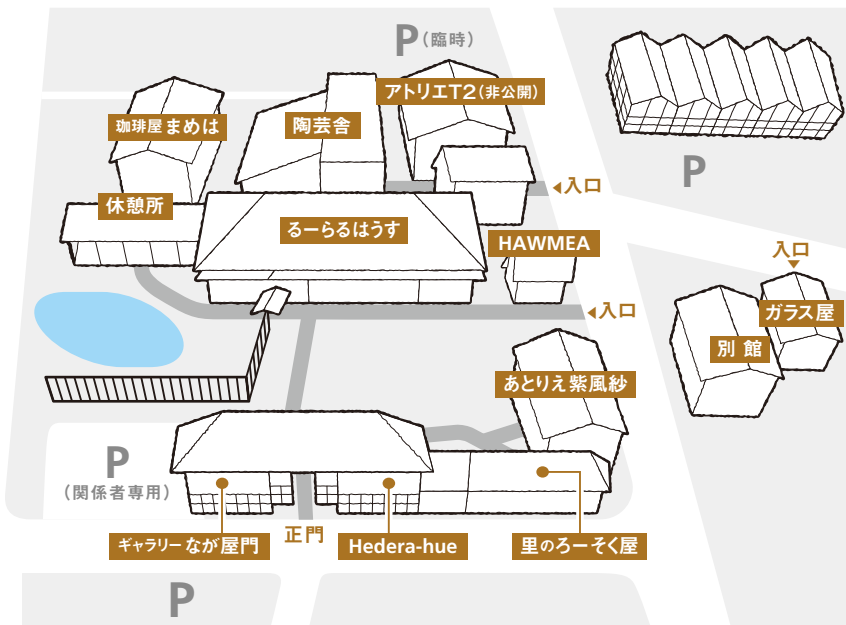 P(臨時)
アトリエT2(非公開)
珈琲屋 まめは
陶芸舎
P
休憩所
入口
るーらるはうす
HAWMEA
入口
入口
ガラス屋
別館
あとりえ紫風紗
P
(関係者専用)
正門
ギャラリー なが屋門
Hedera-hue
里のろーそく屋
P